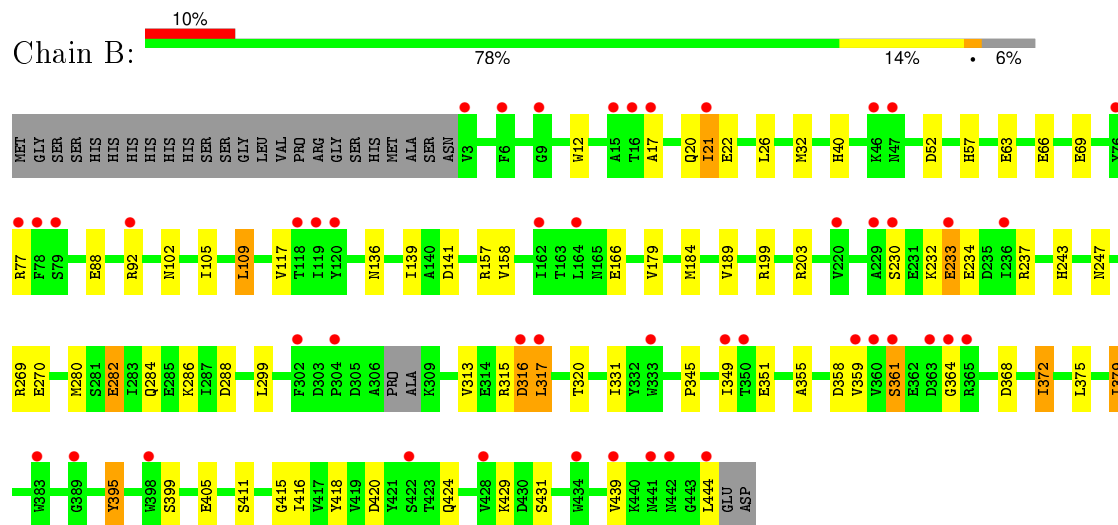 10%
Chain B:
78% 14% • 6%
MET GLY SER SER HIS HIS HIS HIS HIS HIS SER SER GLY LEU VAL PRO ARG GLY SER HIS MET ALA SER ASN V3 F6 G9 W12 A15 T16 A17 Q20 I21 E22 L26 M32 H40 K46 N47 D52 H57 E63 E66 E69 Y76
R77 F78 S79 E88 R92 N102 I105 L109 V117 T118 I119 Y120 N136 I139 A140 D141 R157 V158 I162 T163 L164 N165 E166 V179 M184 V189 R199 R203 V220 A229 S230 E231 K232 E233 E234 D235 I236 R237 H243 N247
R269 E270 M280 S281 E282 I283 Q284 E285 K286 I287 D288 L299 F302 D303 P304 D305 A306 PRO ALA K309 V313 E314 R315 D316 L317 T320 I331 Y332 W333 P345 I349 T350 E351 A355 D358 V359 V360 S361 E362 D363 G364 R365 D368 I372 L375 I379
W383 G389 Y395 W398 S399 E405 S411 G415 I416 V417 Y418 V419 D420 Y421 S422 T423 Q424 V428 K429 D430 S431 W434 V439 K440 N441 N442 G443 L444 GLU ASP